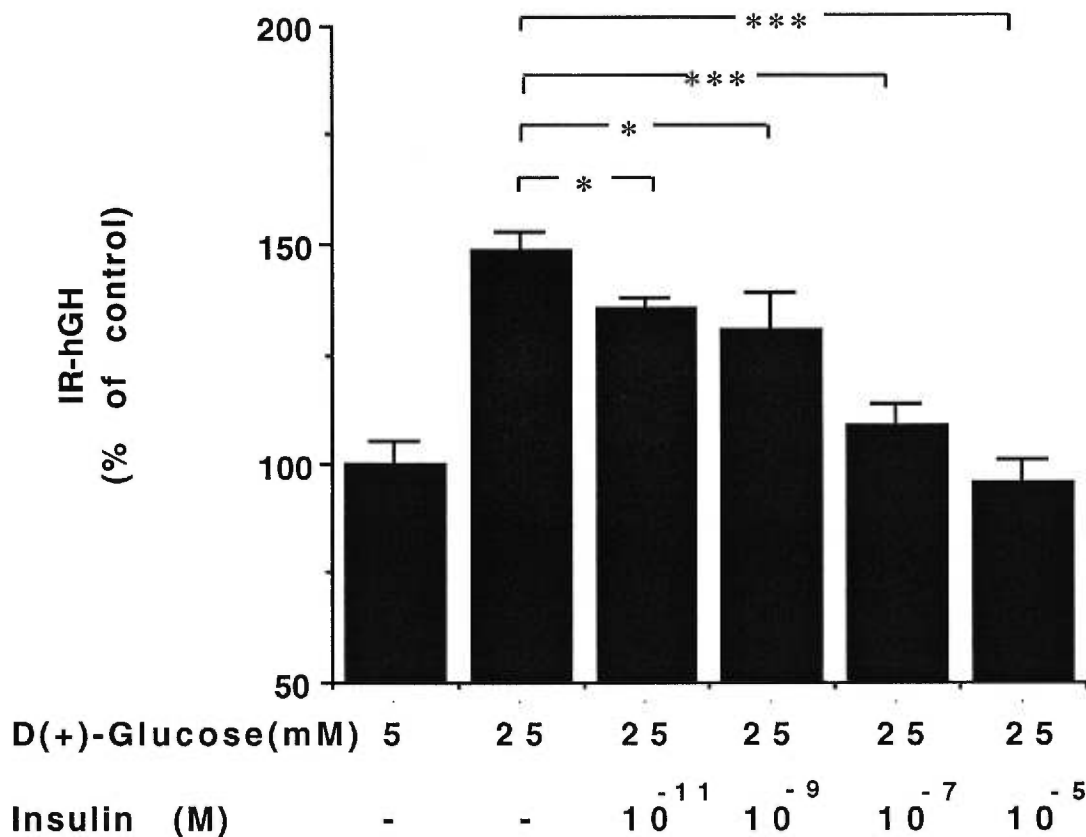 200
***
***
*
*
150
100
50
IR-hGH
(% of control)
D(+)-Glucose(mM) 5 25 25 25 25 25
Insulin (M) - - 10^-11 10^-9 10^-7 10^-5